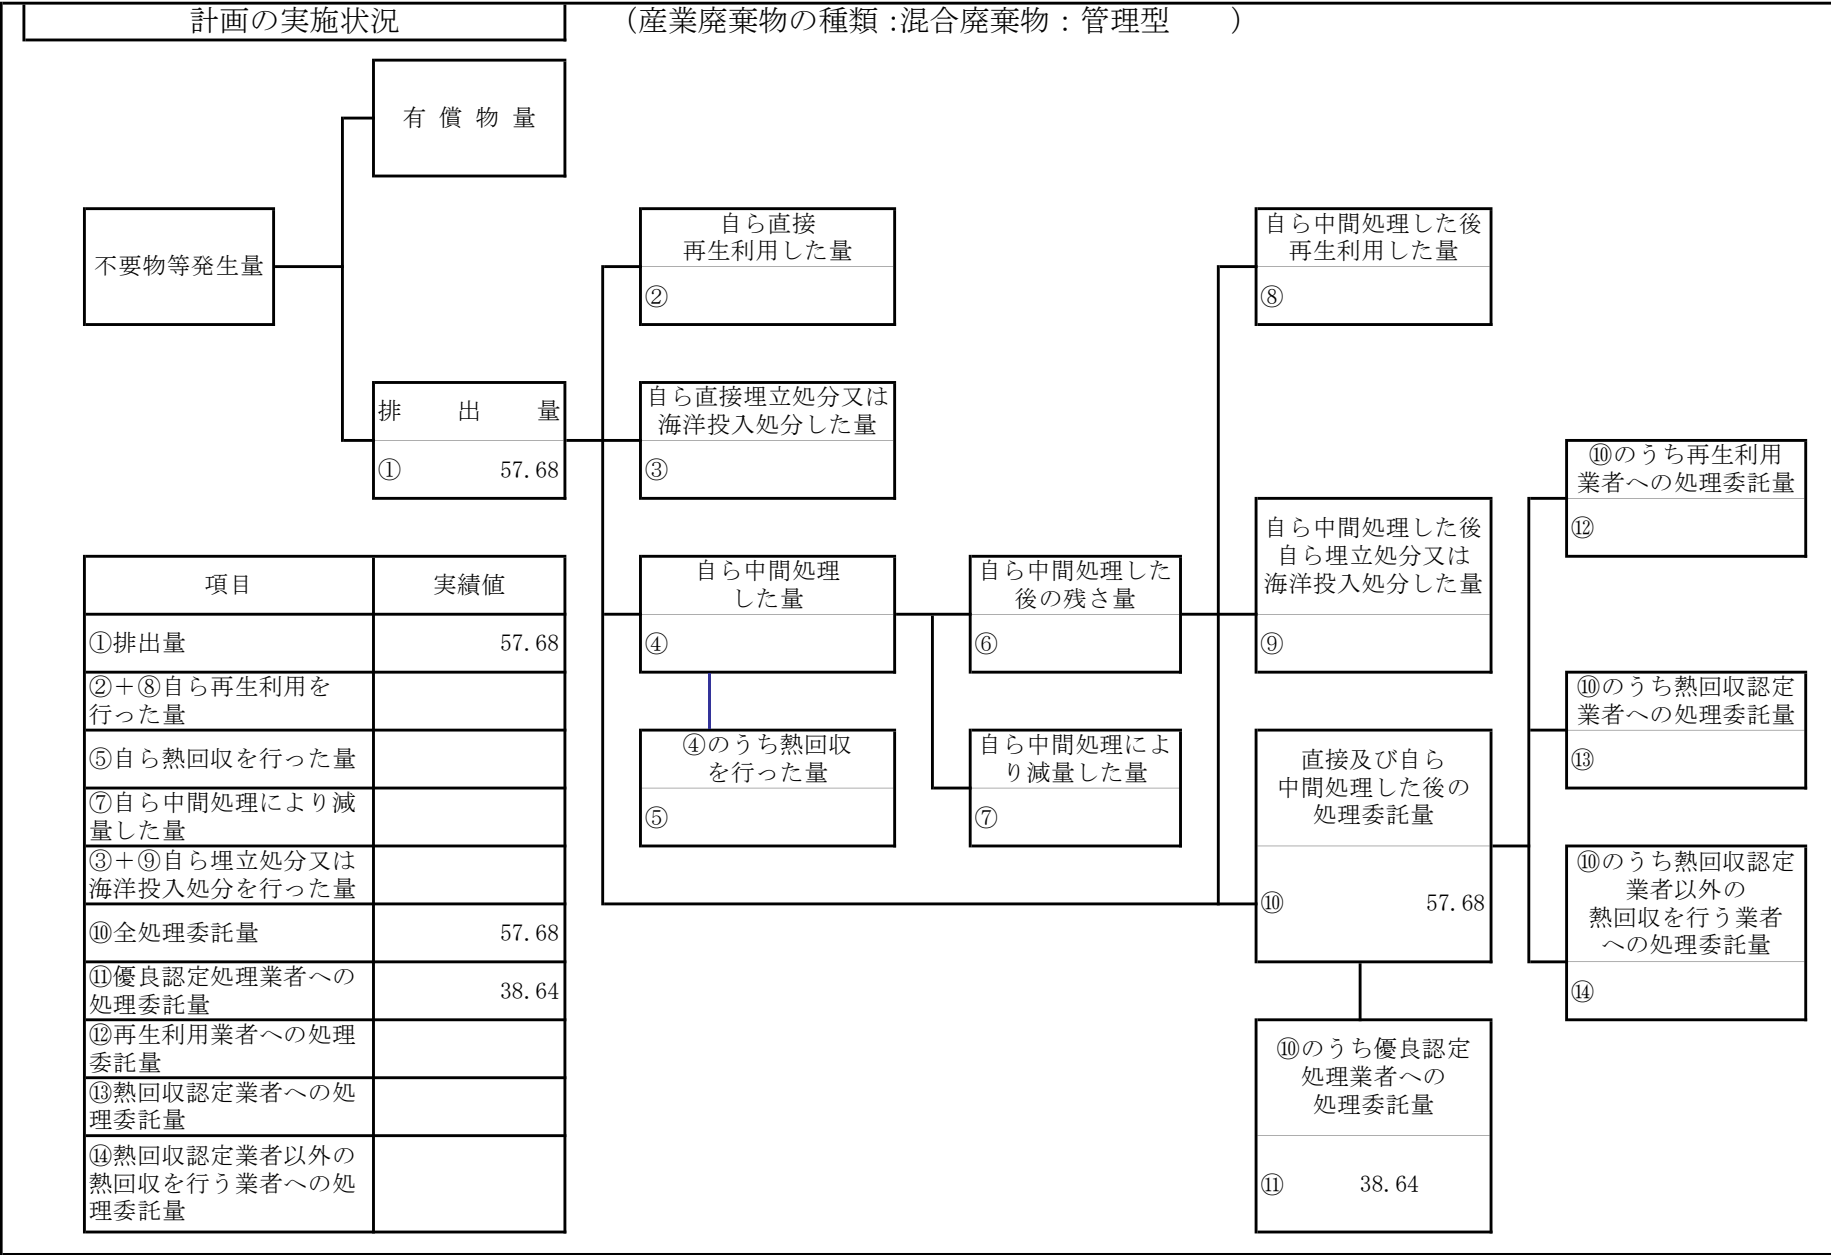 計画の実施状況
（産業廃棄物の種類：混合廃棄物：管理型　　）
有償物量
不要物等発生量
自ら直接
再生利用した量
②
自ら中間処理した後
再生利用した量
⑧
排出量
① 57.68
自ら直接埋立処分又は
海洋投入処分した量
③
⑩のうち再生利用
業者への処理委託量
⑫
自ら中間処理
した量
④
自ら中間処理した
後の残さ量
⑥
自ら中間処理した後
自ら埋立処分又は
海洋投入処分した量
⑨
⑩のうち熱回収認定
業者への処理委託量
⑬
④のうち熱回収
を行った量
⑤
自ら中間処理によ
り減量した量
⑦
直接及び自ら
中間処理した後の
処理委託量
⑩ 57.68
⑩のうち熱回収認定
業者以外の
熱回収を行う業者
への処理委託量
⑭
⑩のうち優良認定
処理業者への
処理委託量
⑪ 38.64
項目 実績値
①排出量 57.68
②＋⑧自ら再生利用を
行った量
⑤自ら熱回収を行った量
⑦自ら中間処理により減
量した量
③＋⑨自ら埋立処分又は
海洋投入処分を行った量
⑩全処理委託量 57.68
⑪優良認定処理業者への
処理委託量 38.64
⑫再生利用業者への処理
委託量
⑬熱回収認定業者への処
理委託量
⑭熱回収認定業者以外の
熱回収を行う業者への処
理委託量